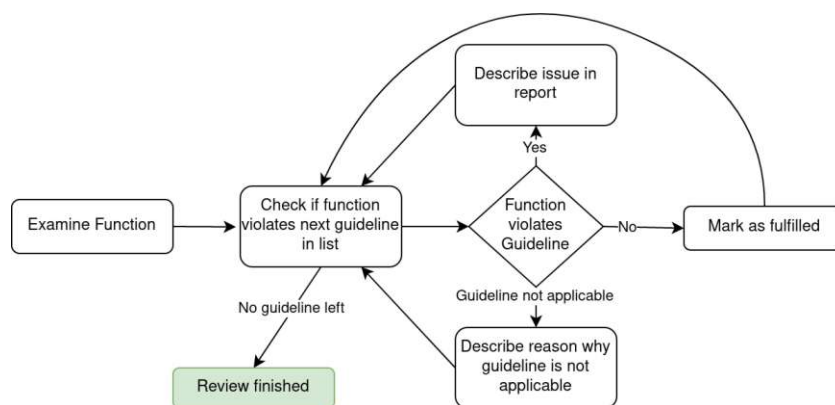 Describe issue in
report
Yes
Examine Function
Check if function
violates next guideline
in list
Function
violates
Guideline
No
Mark as fulfilled
No guideline left
Guideline not applicable
Review finished
Describe reason why
guideline is not
applicable